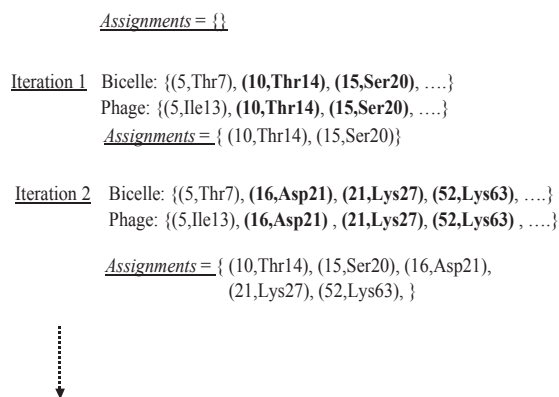 Assignments = {}
Iteration 1 Bicelle: {(5,Thr7), (10,Thr14), (15,Ser20), ….}
Phage: {(5,Ile13), (10,Thr14), (15,Ser20), ….}
Assignments = { (10,Thr14), (15,Ser20)}
Iteration 2 Bicelle: {(5,Thr7), (16,Asp21), (21,Lys27), (52,Lys63), ….}
Phage: {(5,Ile13), (16,Asp21) , (21,Lys27), (52,Lys63) , ….}
Assignments = { (10,Thr14), (15,Ser20), (16,Asp21),
(21,Lys27), (52,Lys63), }